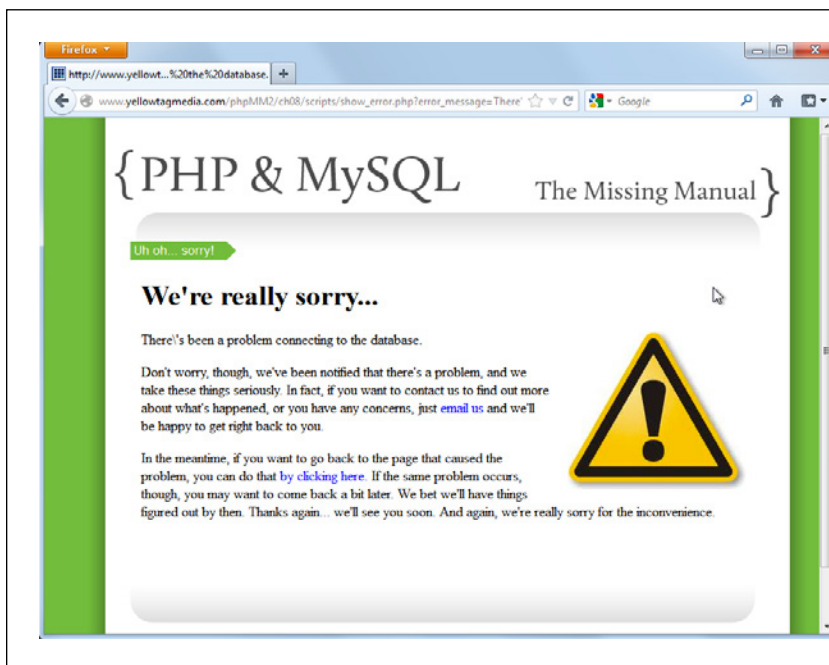 Firefox
http://www.yellowt...%20the%20database.
www.yellowtagmedia.com/phpMM2/ch08/scripts/show_error.php?error_message=There'
Google
{PHP & MySQL
The Missing Manual}
Uh oh... sorry!
We're really sorry...
There\'s been a problem connecting to the database.
Don't worry, though, we've been notified that there's a problem, and we
take these things seriously. In fact, if you want to contact us to find out more
about what's happened, or you have any concerns, just email us and we'll
be happy to get right back to you.
In the meantime, if you want to go back to the page that caused the
problem, you can do that by clicking here. If the same problem occurs,
though, you may want to come back a bit later. We bet we'll have things
figured out by then. Thanks again... we'll see you soon. And again, we're really sorry for the inconvenience.